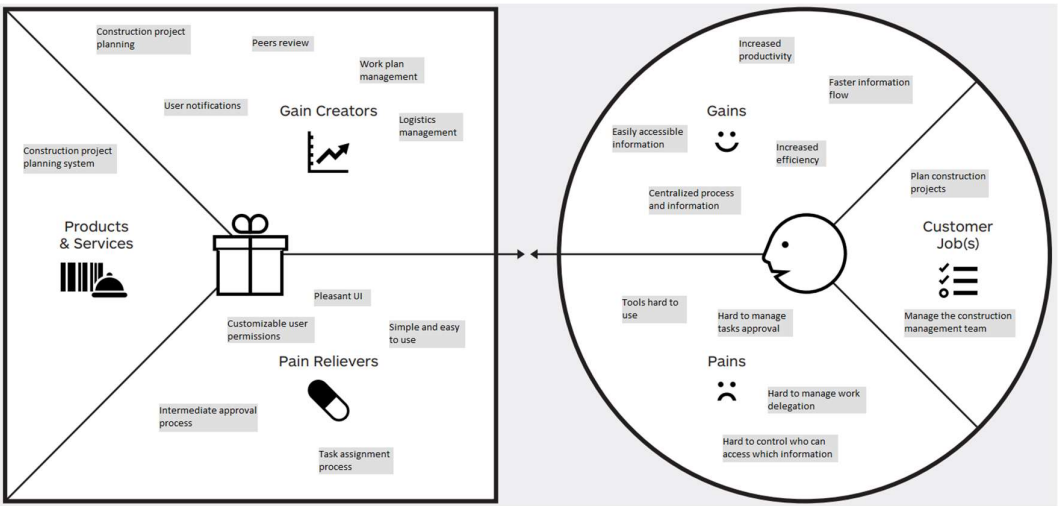 Construction project
planning
Peers review
Work plan
management
User notifications
Gain Creators
Logistics
management
Construction project
planning system
Products
& Services
Pleasant UI
Customizable user
permissions
Simple and easy
to use
Pain Relievers
Intermediate approval
process
Task assignment
process
Increased
productivity
Faster information
flow
Gains
Easily accessible
information
Increased
efficiency
Centralized process
and information
Plan construction
projects
Customer
Job(s)
Manage the construction
management team
Tools hard to
use
Hard to manage
tasks approval
Pains
Hard to manage work
delegation
Hard to control who can
access which information